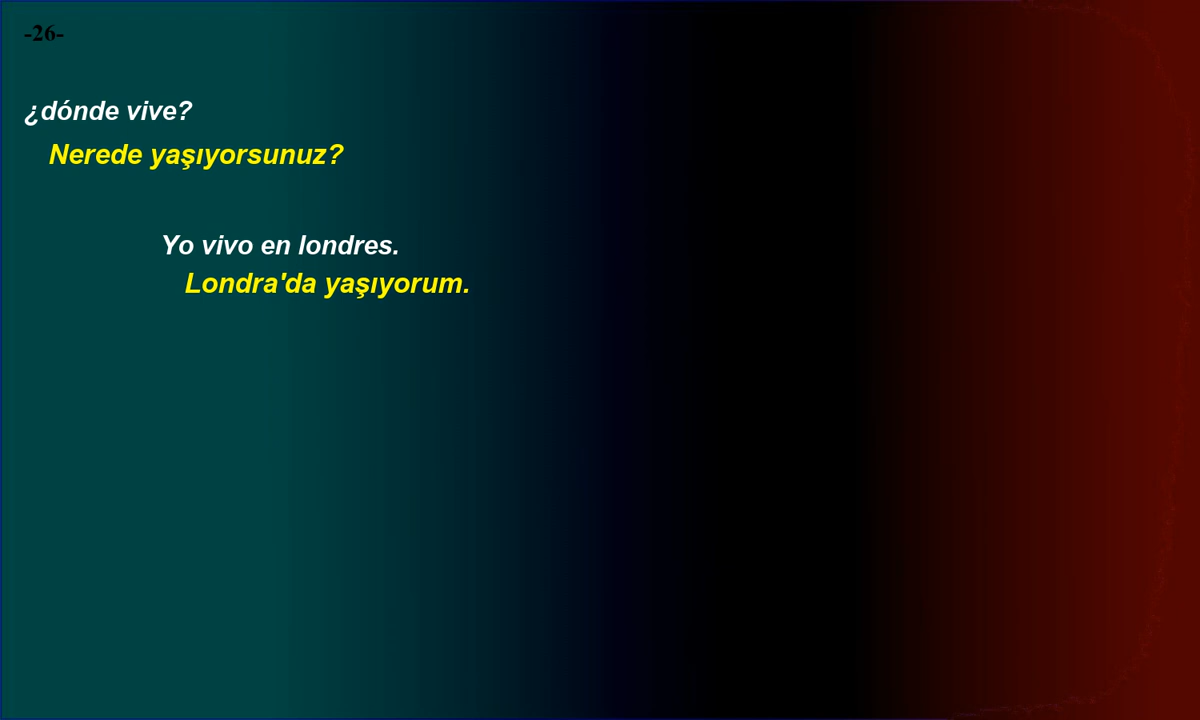 -26-
¿dónde vive?
Nerede yaşıyorsunuz?
Yo vivo en londres.
Londra'da yaşıyorum.